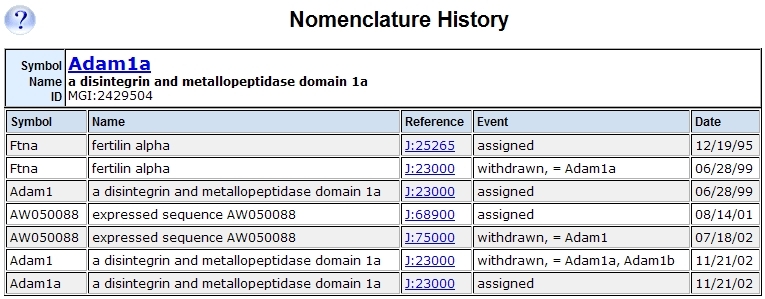 ?
Nomenclature History
Symbol Adam1a
Name a disintegrin and metallopeptidase domain 1a
ID MGI:2429504
Symbol Name Reference Event Date
Ftna fertilin alpha J:25265 assigned 12/19/95
Ftna fertilin alpha J:23000 withdrawn, = Adam1a 06/28/99
Adam1 a disintegrin and metallopeptidase domain 1a J:23000 assigned 06/28/99
AW050088 expressed sequence AW050088 J:68900 assigned 08/14/01
AW050088 expressed sequence AW050088 J:75000 withdrawn, = Adam1 07/18/02
Adam1 a disintegrin and metallopeptidase domain 1a J:23000 withdrawn, = Adam1a, Adam1b 11/21/02
Adam1a a disintegrin and metallopeptidase domain 1a J:23000 assigned 11/21/02